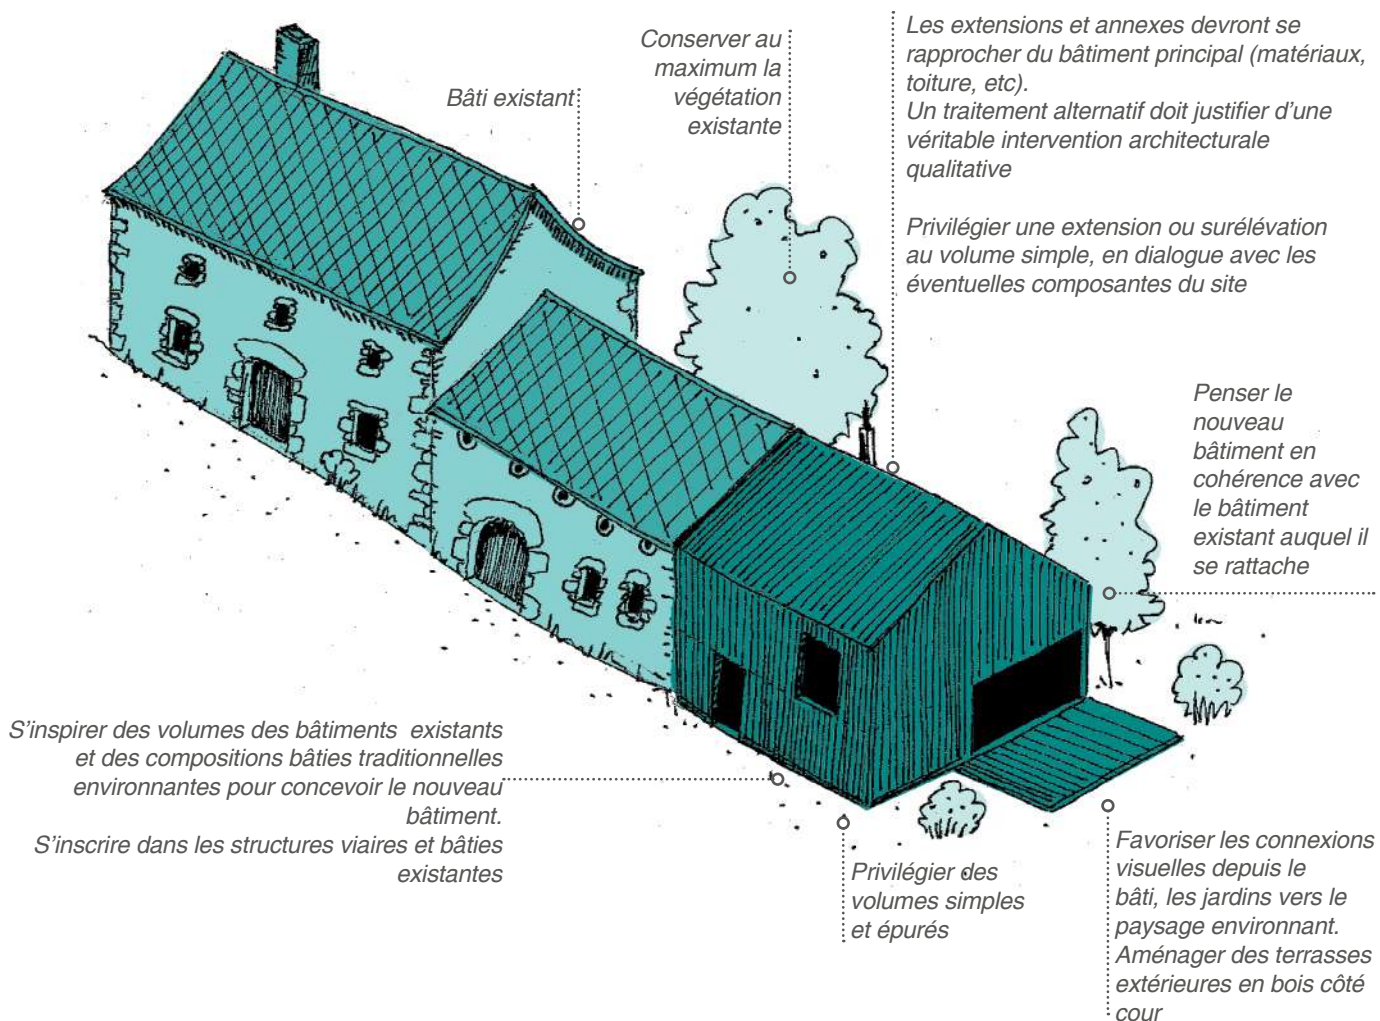 Bâti existant
Conserver au
maximum la
végétation
existante
Les extensions et annexes devront se
rapprocher du bâtiment principal (matériaux,
toiture, etc).
Un traitement alternatif doit justifier d’une
véritable intervention architecturale
qualitative
Privilégier une extension ou surélévation
au volume simple, en dialogue avec les
éventuelles composantes du site
Penser le
nouveau
bâtiment en
cohérence avec
le bâtiment
existant auquel il
se rattache
S’inspirer des volumes des bâtiments existants
et des compositions bâties traditionnelles
environnantes pour concevoir le nouveau
bâtiment.
S’inscrire dans les structures viaires et bâties
existantes
Privilégier des
volumes simples
et épurés
Favoriser les connexions
visuelles depuis le
bâti, les jardins vers le
paysage environnant.
Aménager des terrasses
extérieures en bois côté
cour